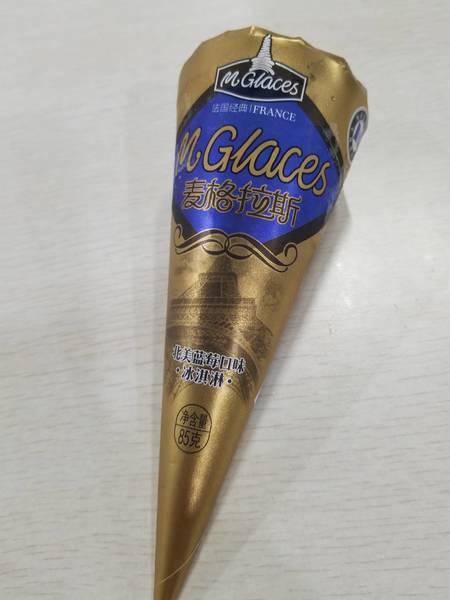 M Glaces
法国经典|FRANCE
M Glaces
麦格拉斯
北美蓝莓口味
·冰淇淋·
净含量
85克